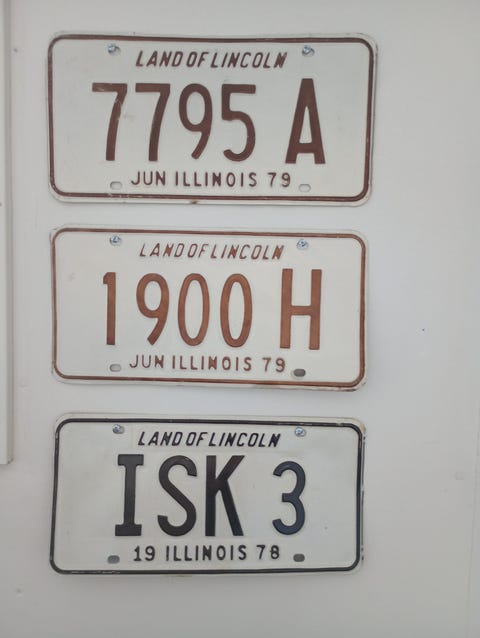 LAND OF LINCOLN
7795 A
JUN ILLINOIS 79
LAND OF LINCOLN
1900 H
JUN ILLINOIS 79
LAND OF LINCOLN
ISK 3
19 ILLINOIS 78